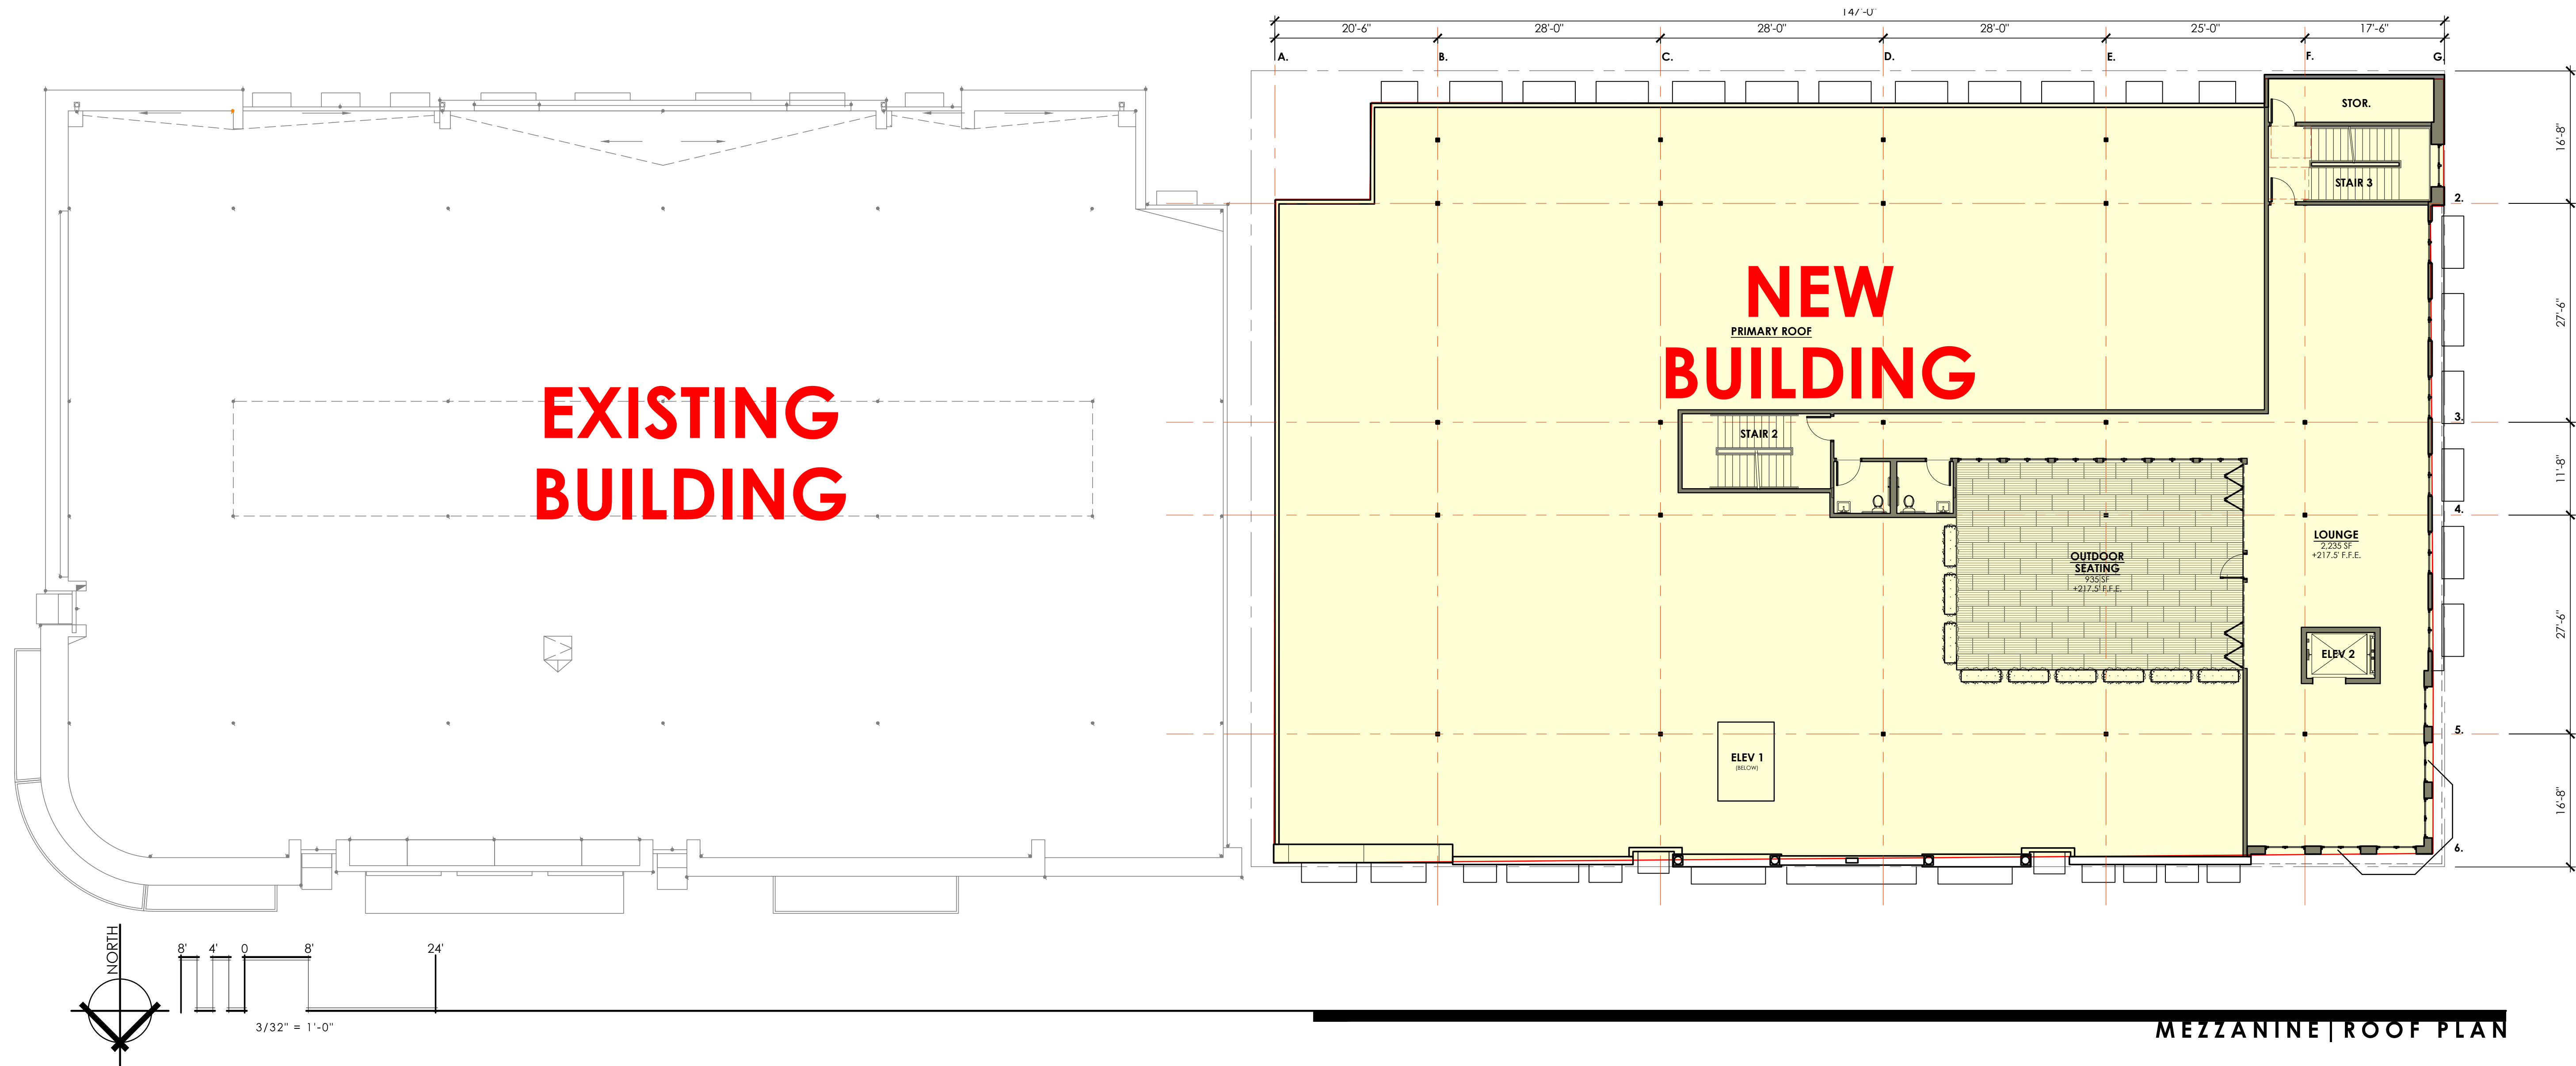 147'-0"
20'-6"
28'-0"
28'-0"
28'-0"
25'-0"
17'-6"
A.
B.
C.
D.
E.
F.
G.
STOR.
16'-8"
STAIR 3
2.
NEW
27'-6"
PRIMARY ROOF
BUILDING
EXISTING
BUILDING
3.
STAIR 2
11'-8"
4.
LOUNGE
2,235 SF
+217.5' F.F.E.
OUTDOOR
SEATING
935 SF
+217.5' F.F.E.
27'-6"
ELEV 2
5.
ELEV 1
(BELOW)
16'-8"
6.
NORTH
8'
4'
0
8'
24'
3/32" = 1'-0"
MEZZANINE|ROOF PLAN